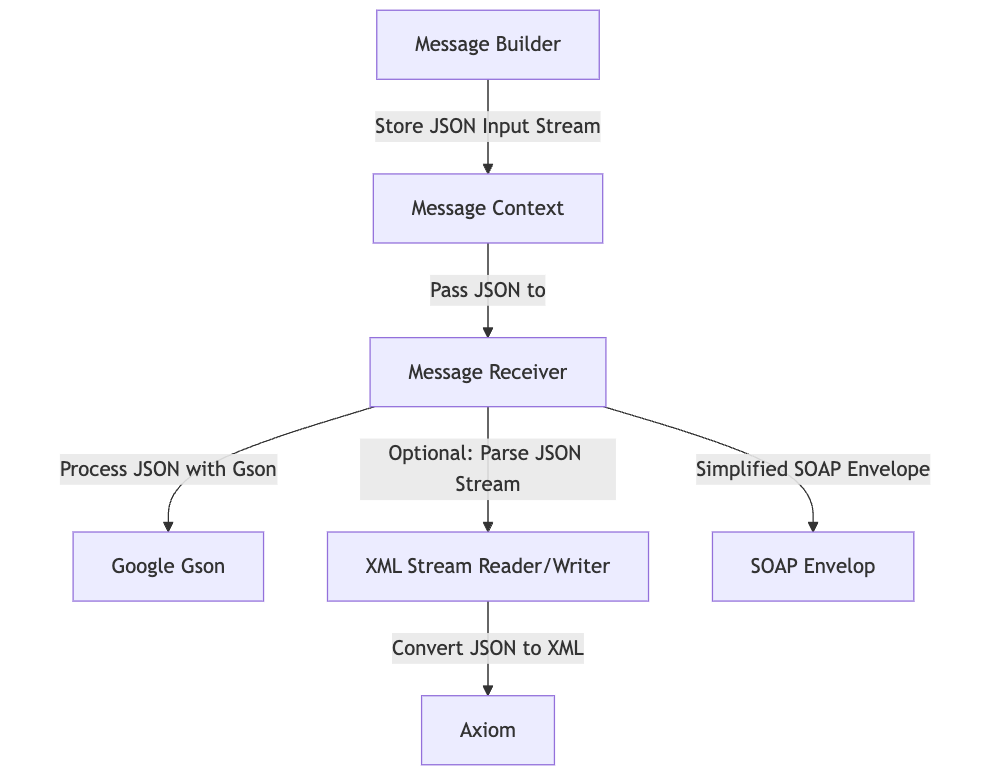 Message Builder
Store JSON Input Stream
Message Context
Pass JSON to
Message Receiver
Process JSON with Gson
Optional: Parse JSON
Stream
Simplified SOAP Envelope
Google Gson
XML Stream Reader/Writer
SOAP Envelop
Convert JSON to XML
Axiom